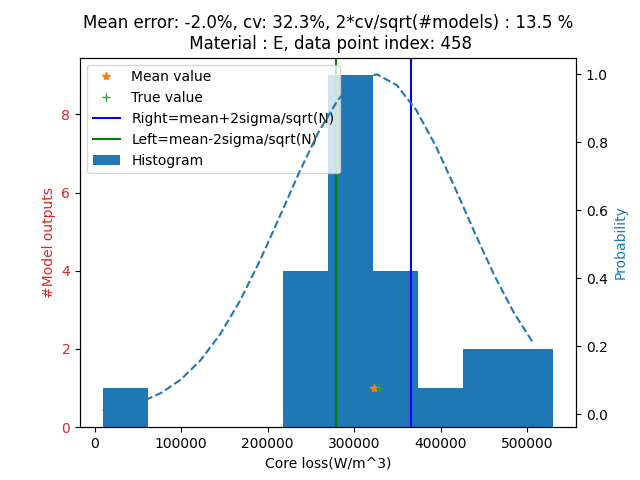 Mean error: -2.0%, cv: 32.3%, 2*cv/sqrt(#models) : 13.5 %
Material : E, data point index: 458
Mean value
True value
Right=mean+2sigma/sqrt(N)
Left=mean-2sigma/sqrt(N)
Histogram
#Model outputs
0
2
4
6
8
Probability
0.0
0.2
0.4
0.6
0.8
1.0
0
100000
200000
300000
400000
500000
Core loss(W/m^3)